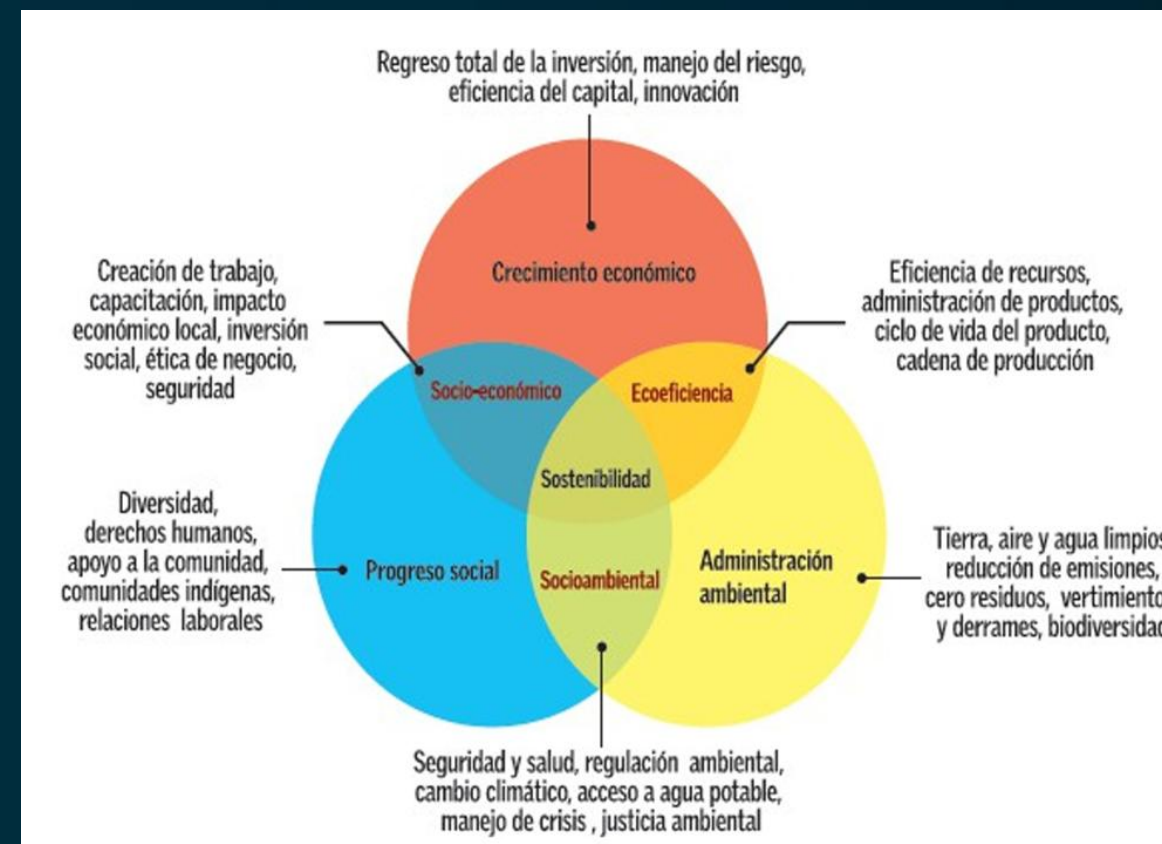 Regreso total de la inversión, manejo del riesgo,
eficiencia del capital, innovación
Crecimiento económico
Creación de trabajo,
capacitación, impacto
económico local, inversión
social, ética de negocio,
seguridad
Eficiencia de recursos,
administración de productos,
ciclo de vida del producto,
cadena de producción
Socio-económico
Ecoeficiencia
Sostenibilidad
Diversidad,
derechos humanos,
apoyo a la comunidad,
comunidades indígenas,
relaciones laborales
Progreso social
Socioambiental
Administración
ambiental
Tierra, aire y agua limpios
reducción de emisiones,
cero residuos, vertimiento
y derrames, biodiversidad
Seguridad y salud, regulación ambiental,
cambio climático, acceso a agua potable,
manejo de crisis , justicia ambiental